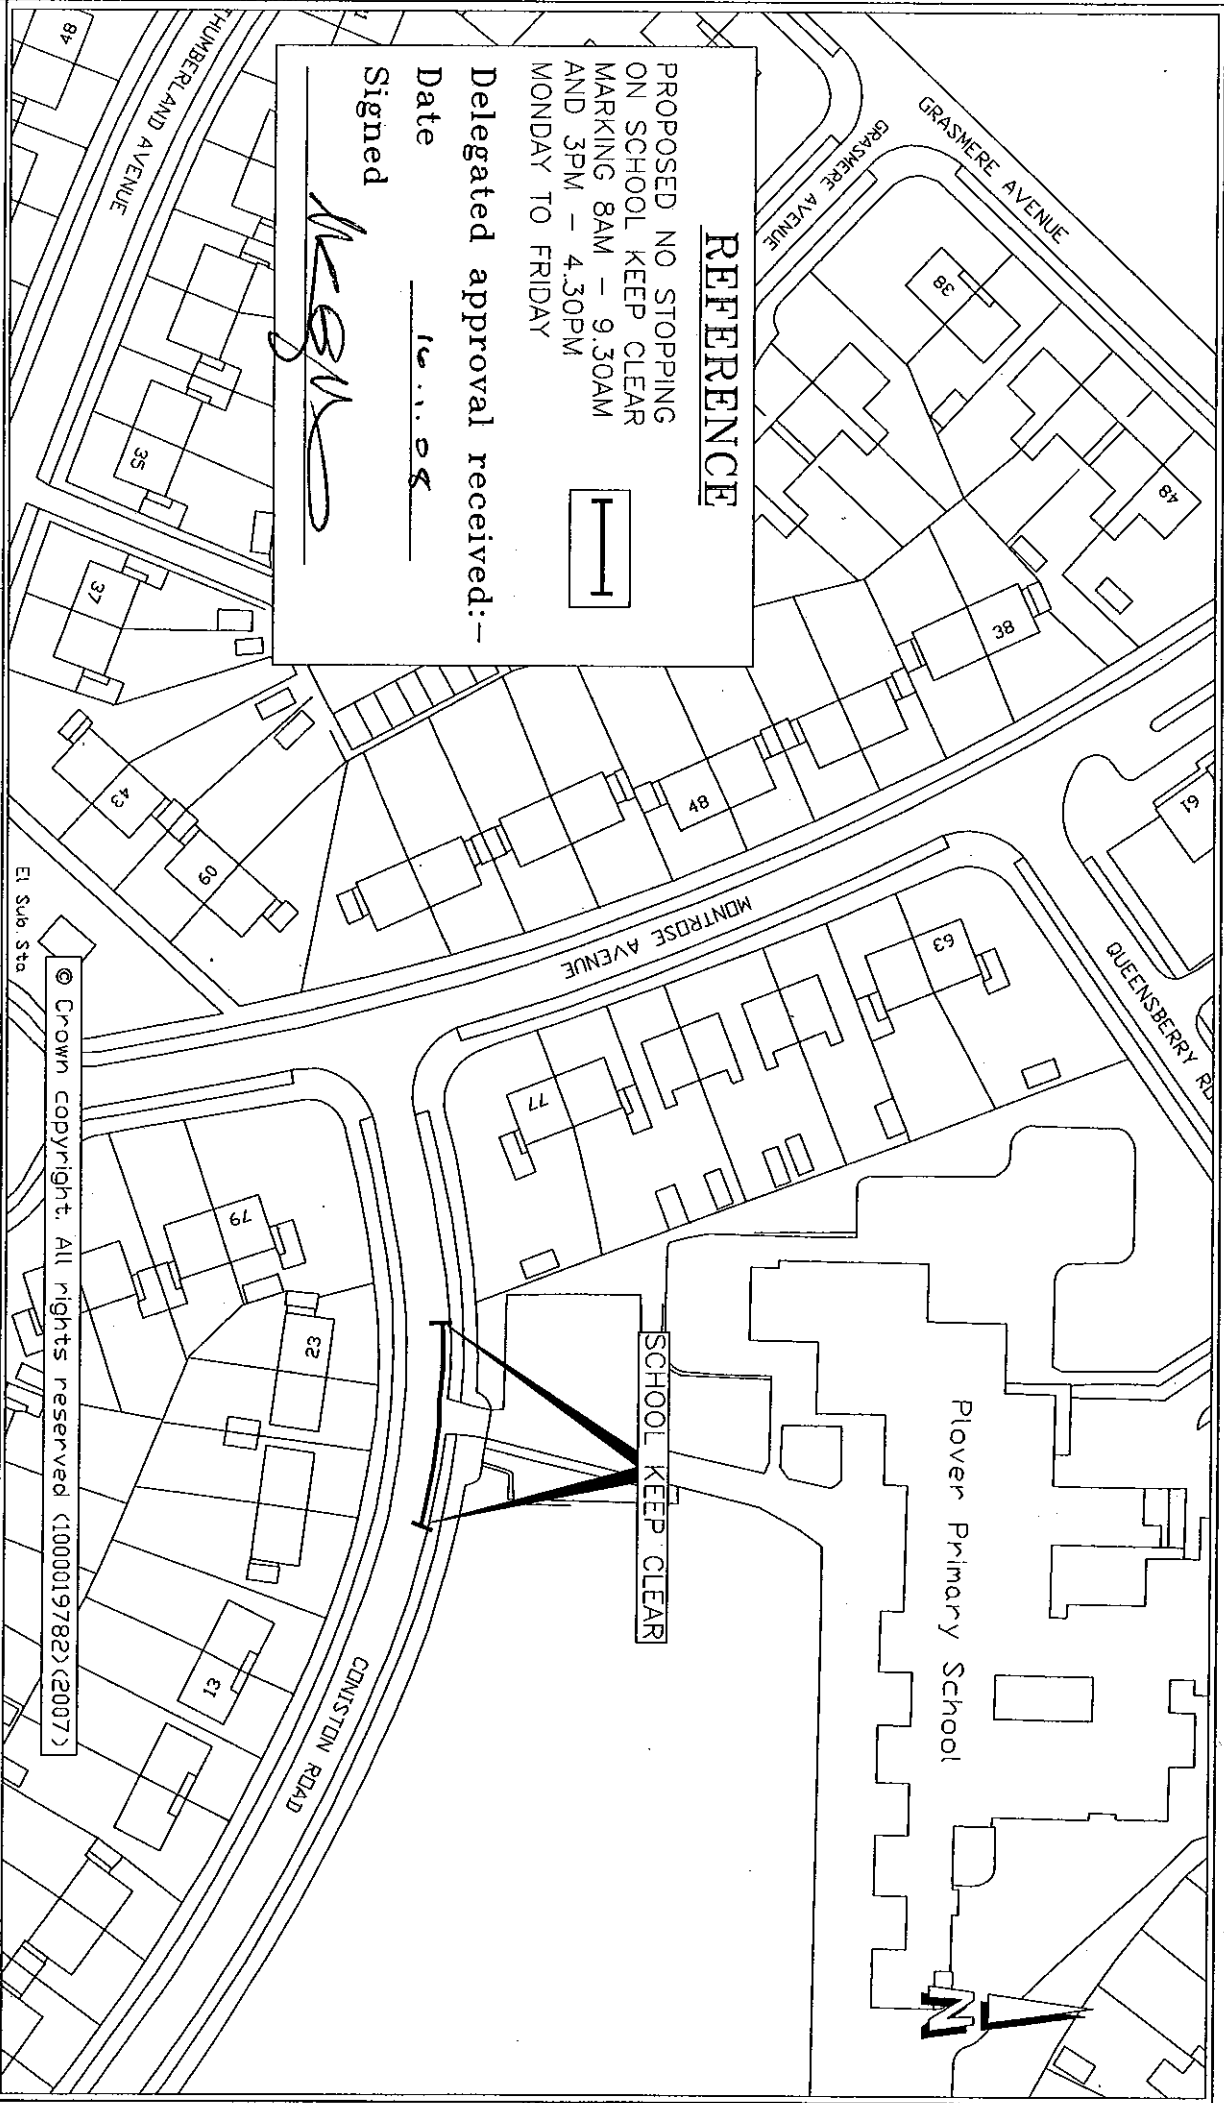 REFERENCE
PROPOSED NO STOPPING
ON SCHOOL KEEP CLEAR
MARKING 8AM - 9.30AM
AND 3PM - 4.30PM
MONDAY TO FRIDAY
Delegated approval received:-
Date
Signed
GRASMERE AVENUE
GRASMERE AVENUE
THUMBERLAND AVENUE
MONTROSE AVENUE
QUEENSBERRY RD
CONISTON ROAD
Plover Primary School
SCHOOL KEEP CLEAR
N
El Sub Sta
48
38
48
38
35
37
43
60
48
61
63
77
79
23
13
© Crown copyright. All rights reserved (100019782)(2007)